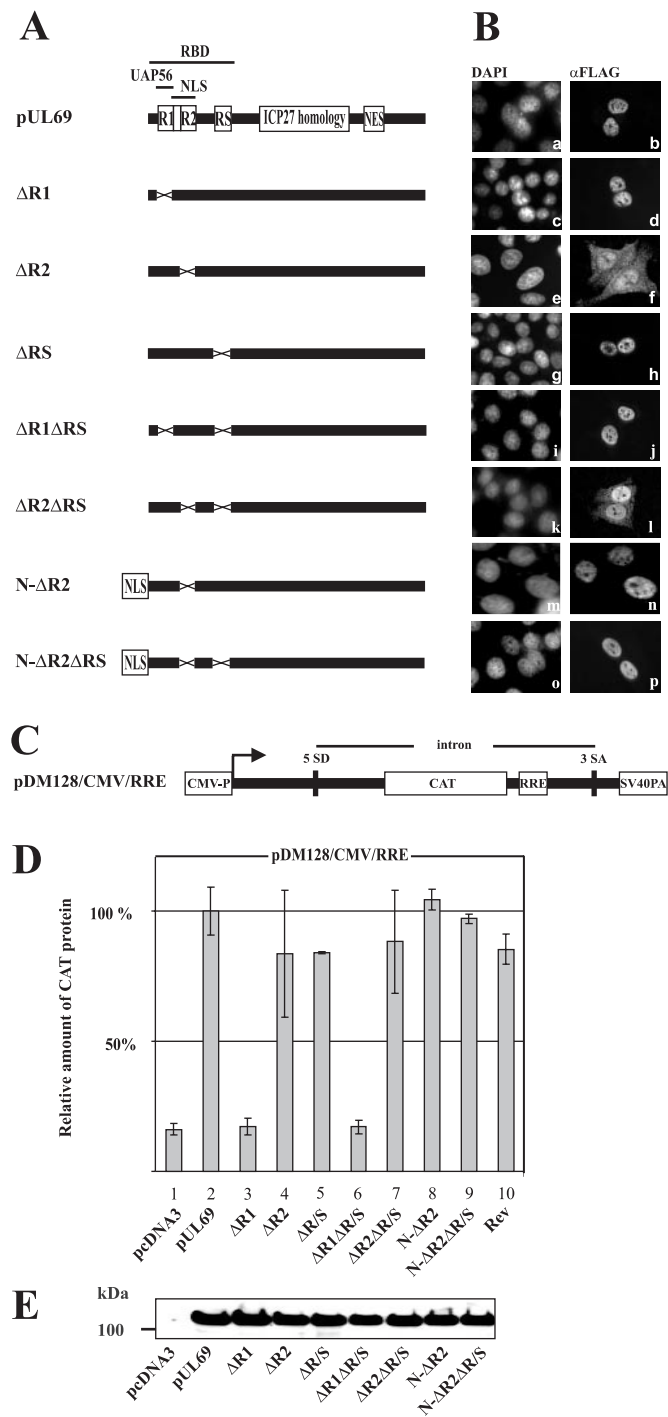 A
B
RBD
UAP56
NLS
DAPI
αFLAG
pUL69
R1
R2
RS
ICP27 homology
NES
a
b
ΔR1
c
d
ΔR2
e
f
ΔRS
g
h
ΔR1ΔRS
i
j
ΔR2ΔRS
k
l
N-ΔR2
NLS
m
n
N-ΔR2ΔRS
NLS
o
p
C
intron
5 SD
3 SA
pDM128/CMV/RRE
CMV-P
CAT
RRE
SV40PA
D
pDM128/CMV/RRE
Relative amount of CAT protein
100 %
50%
1 2 3 4 5 6 7 8 9 10
pcDNA3
pUL69
ΔR1
ΔR2
ΔR/S
ΔR1ΔR/S
ΔR2ΔR/S
N-ΔR2
N-ΔR2ΔR/S
Rev
E
kDa
100
pcDNA3
pUL69
ΔR1
ΔR2
ΔR/S
ΔR1ΔR/S
ΔR2ΔR/S
N-ΔR2
N-ΔR2ΔR/S